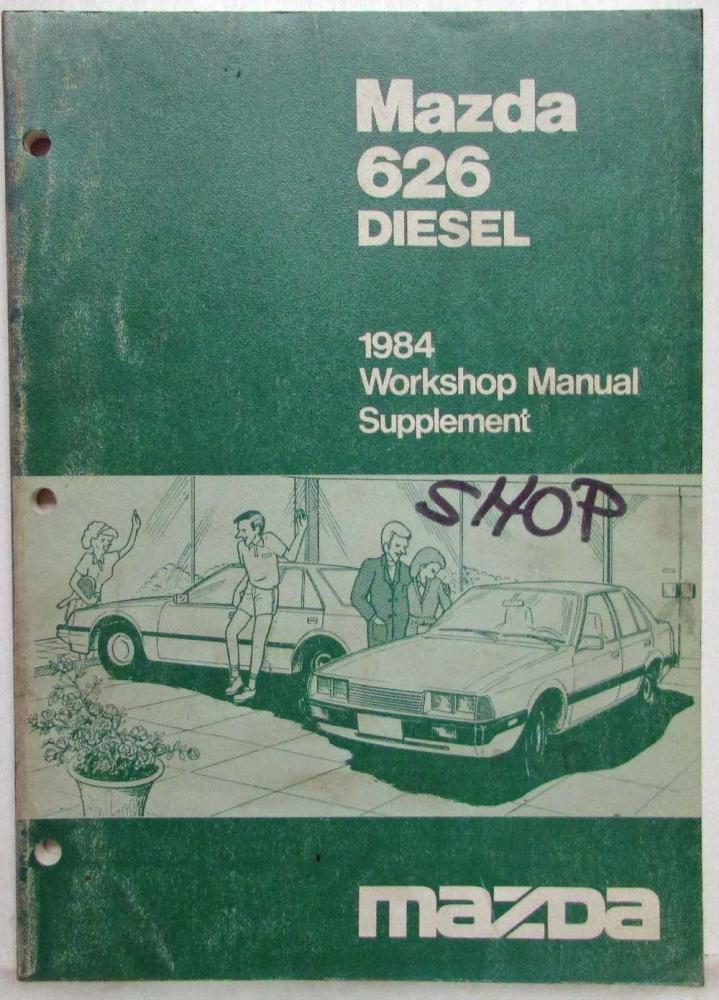 Mazda
626
DIESEL
1984
Workshop Manual
Supplement
SHOP
mazda